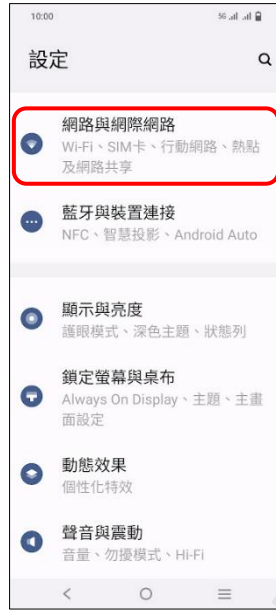 10:00
5G
設定
網路與網際網路
Wi-Fi、SIM卡、行動網路、熱點
及網路共享
藍牙與裝置連接
NFC、智慧投影、Android Auto
顯示與亮度
護眼模式、深色主題、狀態列
鎖定螢幕與桌布
Always On Display、主題、主畫
面設定
動態效果
個性化特效
聲音與震動
音量、勿擾模式、Hi-Fi